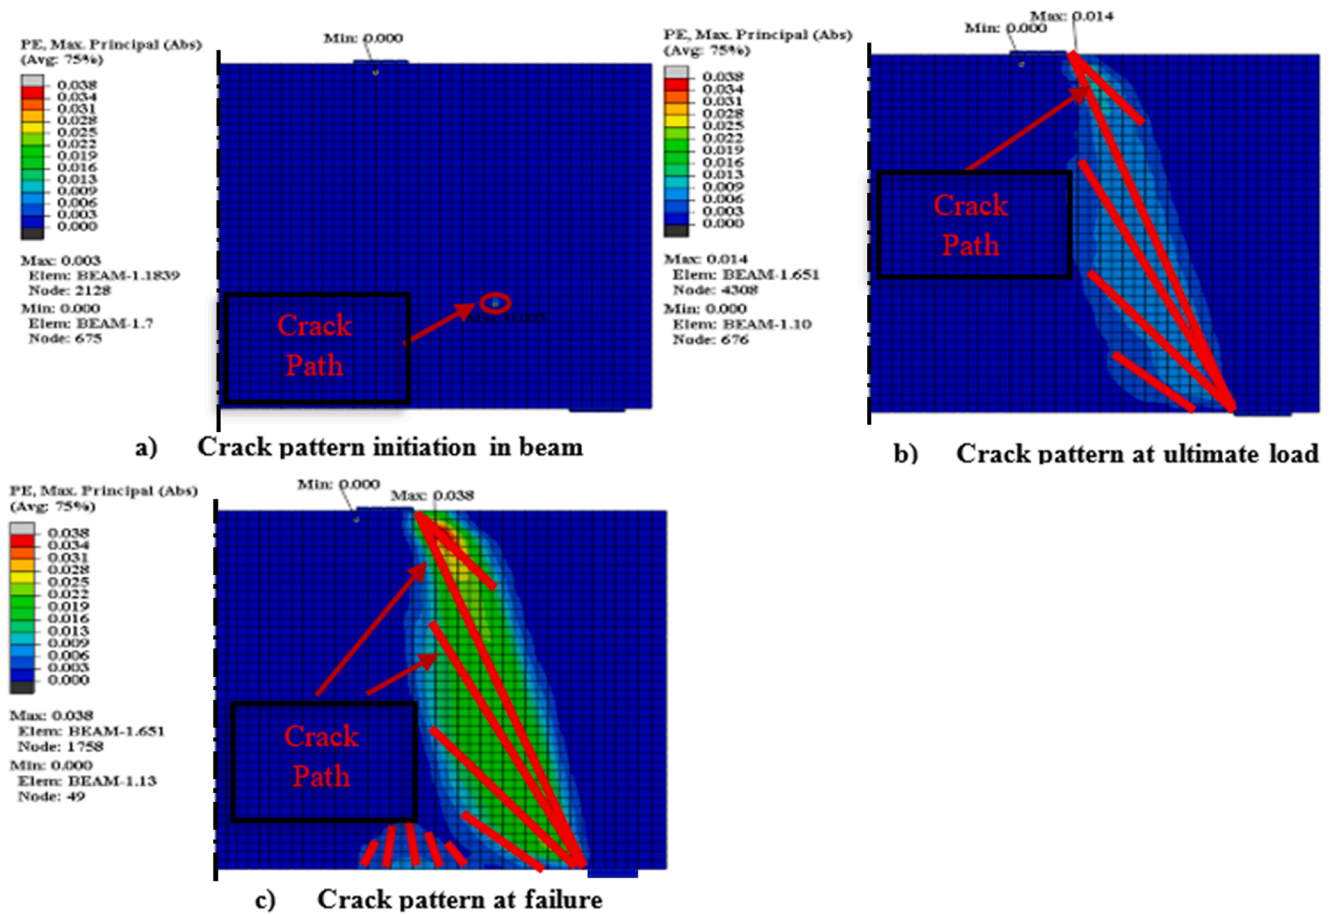 Min: 0.000
PE, Max. Principal (Abs)
(Avg: 75%)
0.038
0.034
0.031
0.028
0.025
0.022
0.019
0.016
0.013
0.009
0.006
0.003
0.000
Max: 0.003
Elem: BEAM-1.1839
Node: 2128
Min: 0.000
Elem: BEAM-1.7
Node: 675
Crack
Path
a) Crack pattern initiation in beam
Max: 0.014
Min: 0.000
PE, Max. Principal (Abs)
(Avg: 75%)
0.038
0.034
0.031
0.028
0.025
0.022
0.019
0.016
0.013
0.009
0.006
0.003
0.000
Max: 0.014
Elem: BEAM-1.651
Node: 4308
Min: 0.000
Elem: BEAM-1.10
Node: 676
Crack
Path
b) Crack pattern at ultimate load
Min: 0.000
Max: 0.038
PE, Max. Principal (Abs)
(Avg: 75%)
0.038
0.034
0.031
0.028
0.025
0.022
0.019
0.016
0.013
0.009
0.006
0.003
0.000
Max: 0.038
Elem: BEAM-1.651
Node: 1758
Min: 0.000
Elem: BEAM-1.13
Node: 49
Crack
Path
c) Crack pattern at failure